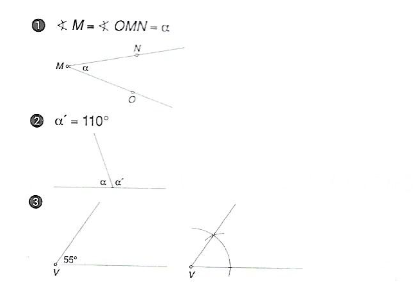 1 ∢ M = ∢ OMN = α
N
M α
O
2 α´ = 110°
α α´
3
55°
V
V